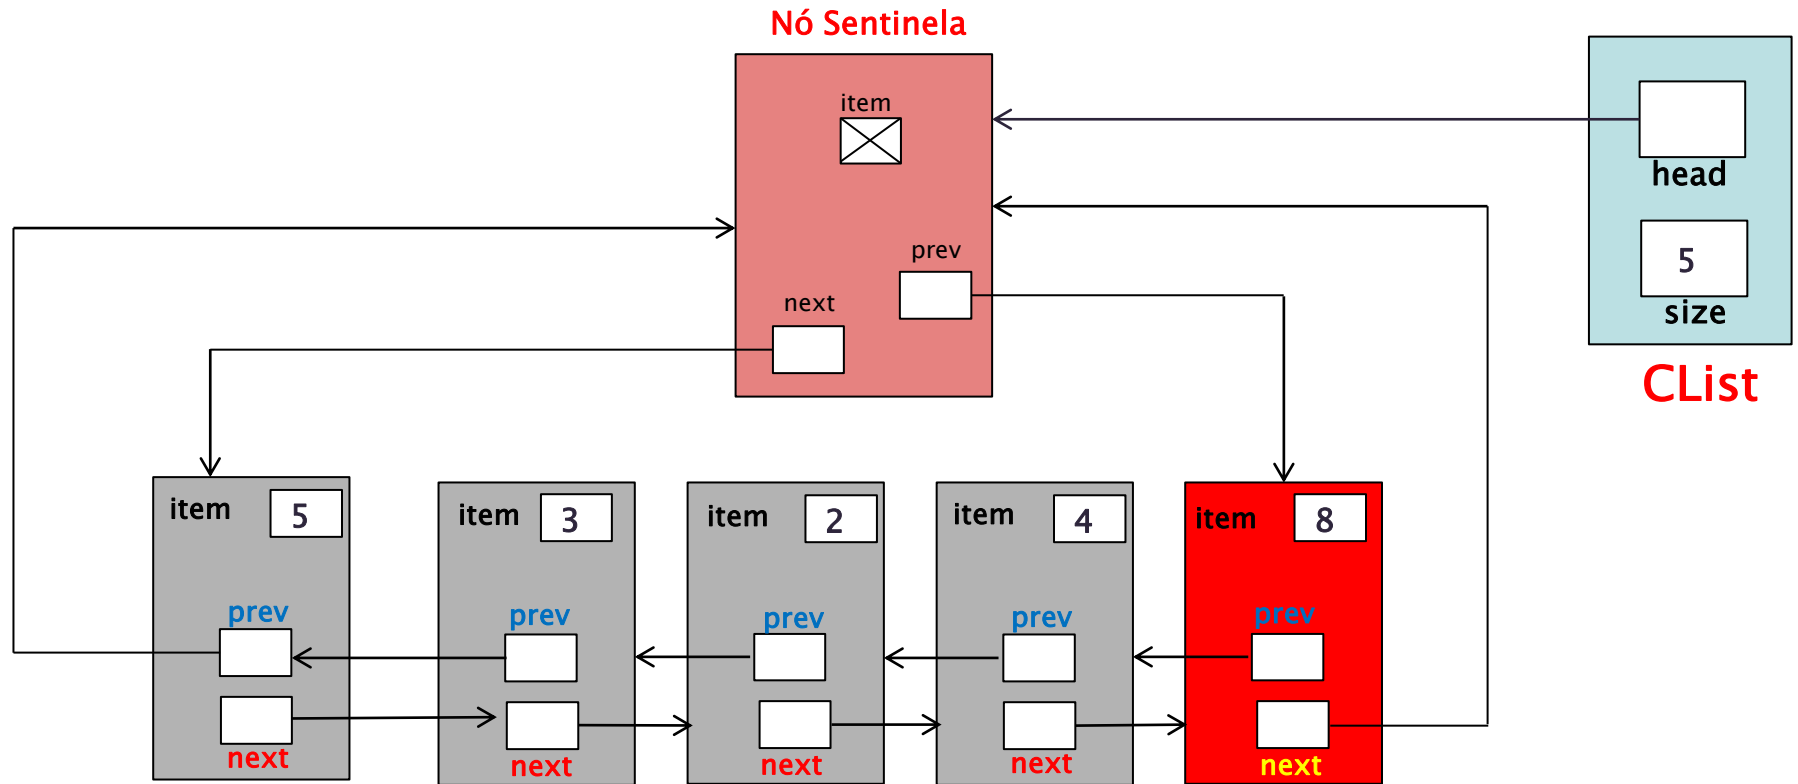 Nó Sentinela
item
prev
next
head
5
size
CList
item 5
prev
next
item 3
prev
next
item 2
prev
next
item 4
prev
next
item 8
prev
next